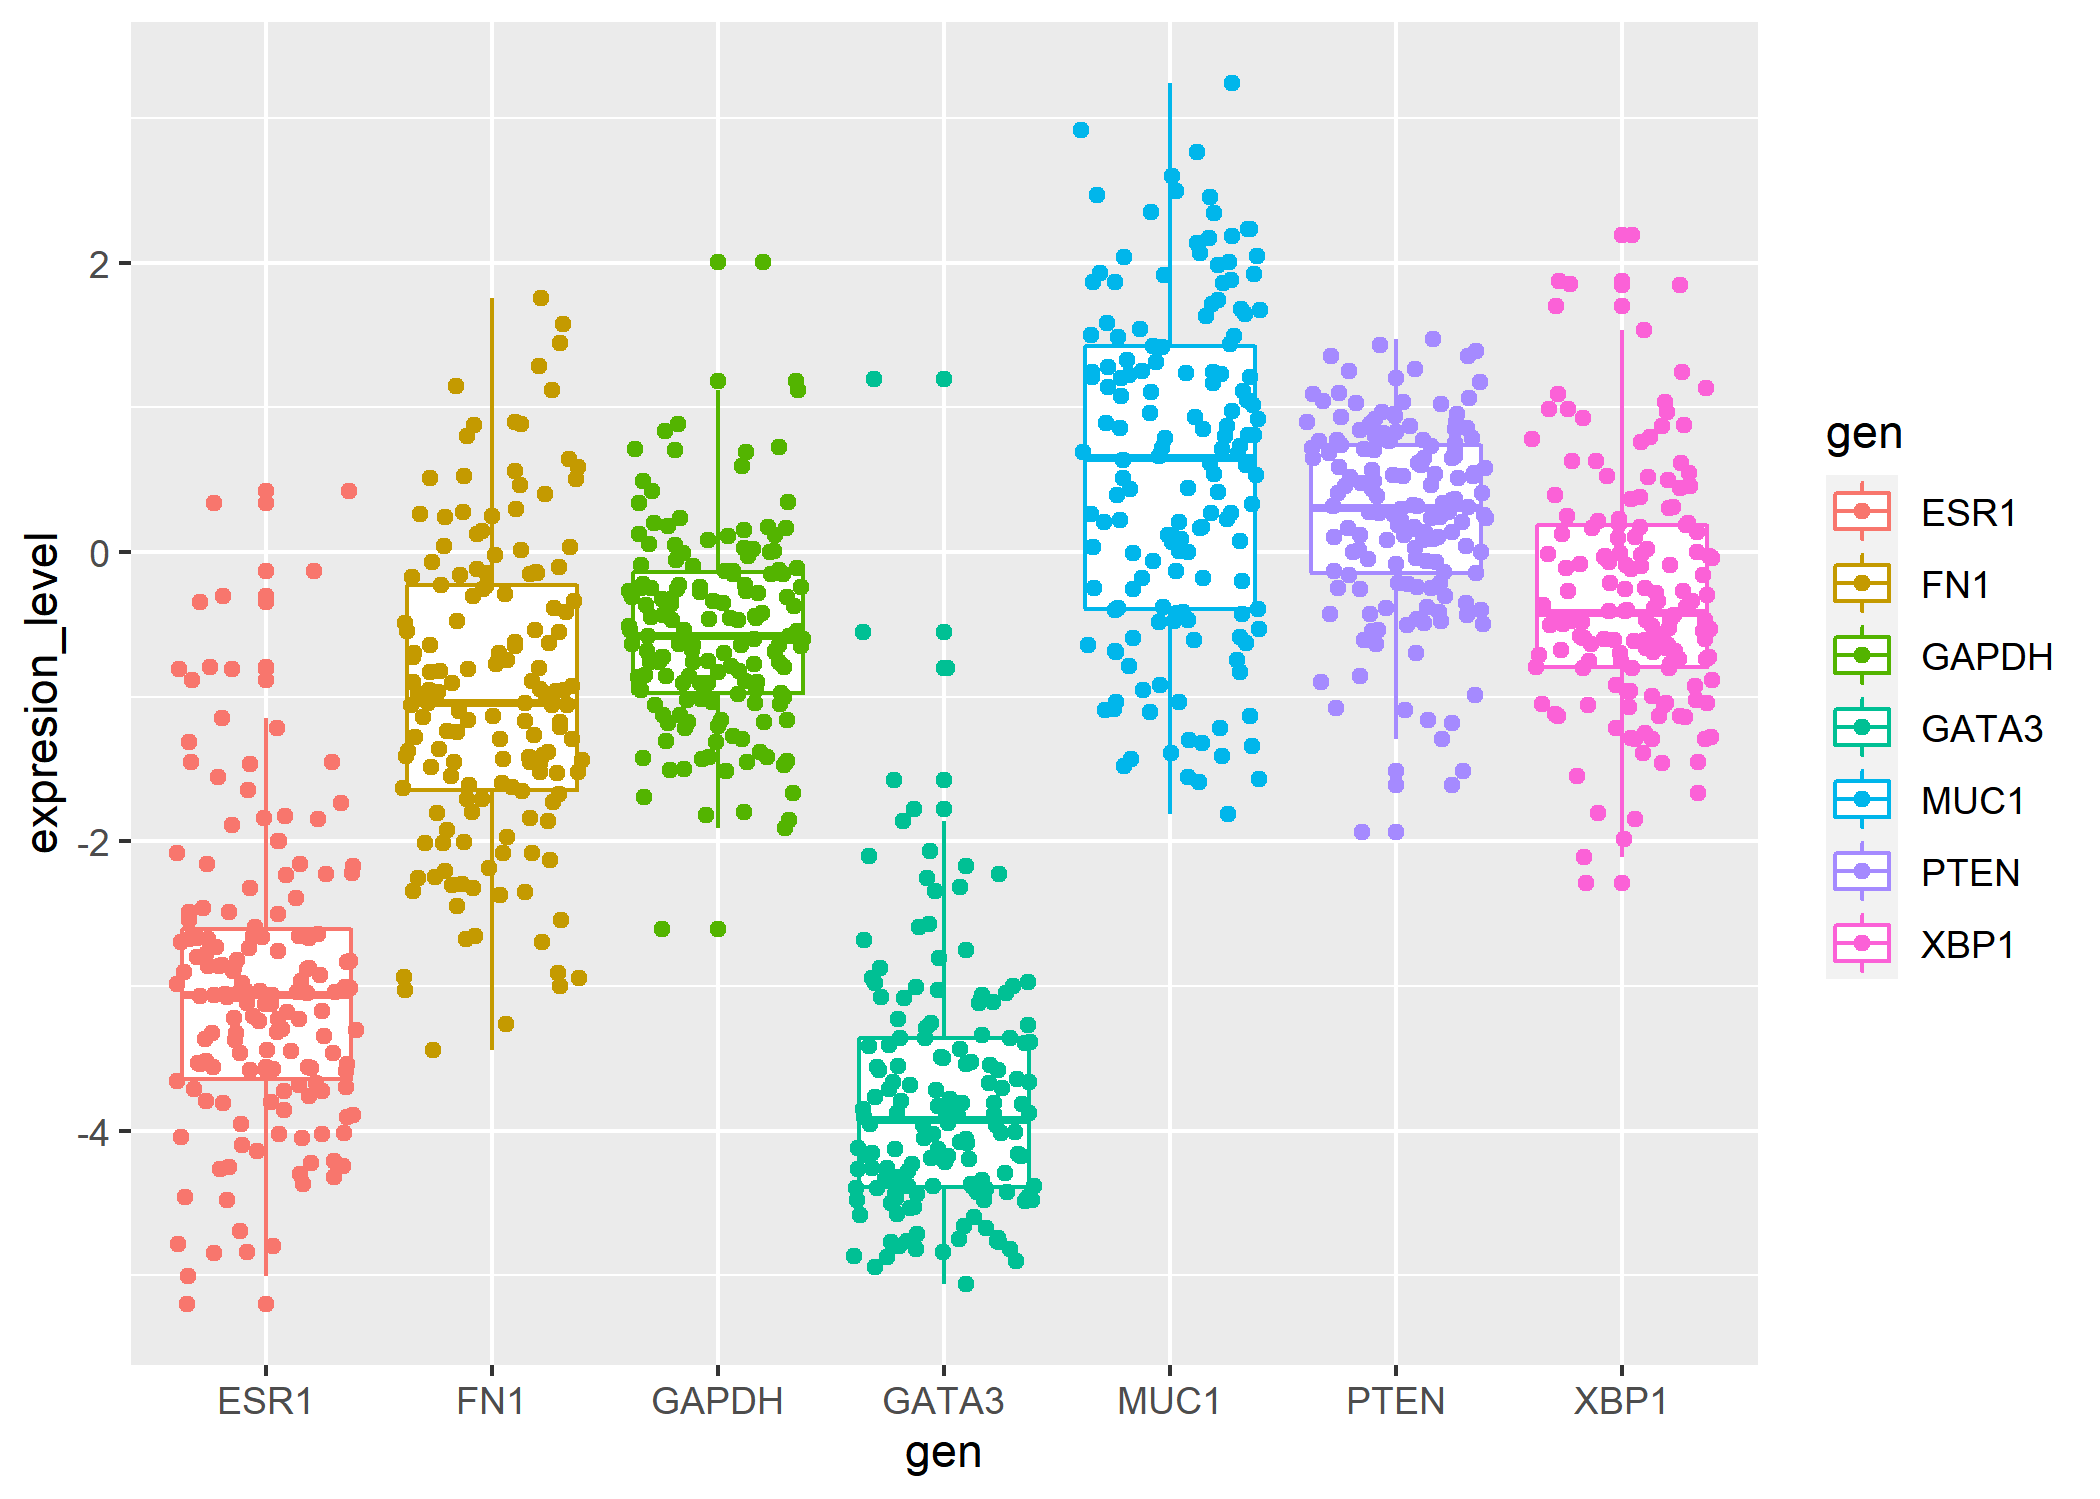 expresion_level
2
0
-2
-4
ESR1 FN1 GAPDH GATA3 MUC1 PTEN XBP1
gen
gen
ESR1
FN1
GAPDH
GATA3
MUC1
PTEN
XBP1